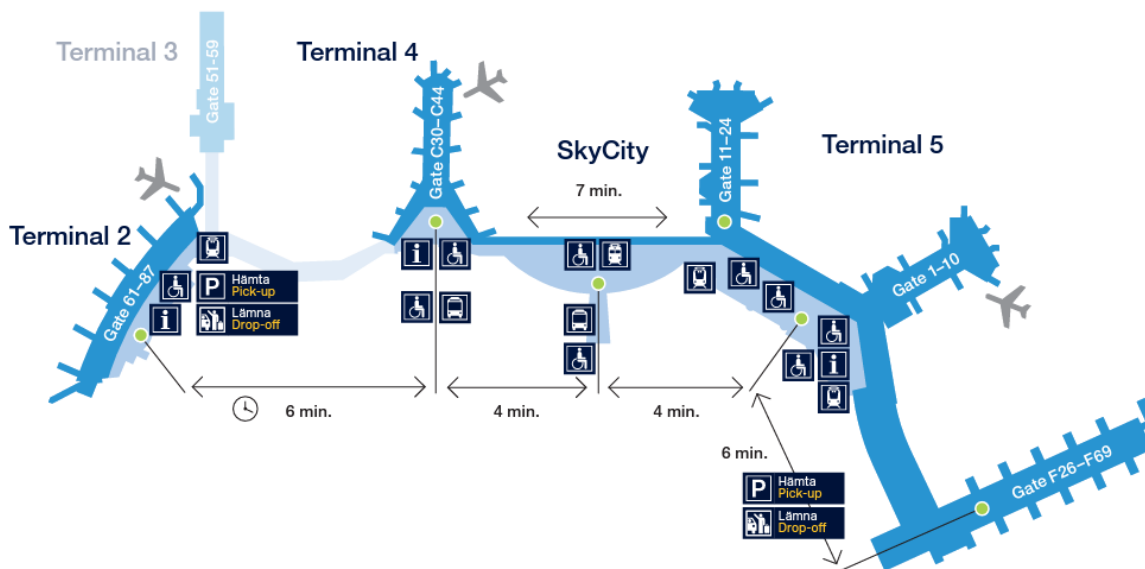 Terminal 3
Gate 51-59
Terminal 4
Gate C30–C44
SkyCity
7 min.
Gate 11–24
Terminal 5
Terminal 2
Gate 61–87
P Hämta
Pick-up
Lämna
Drop-off
i
i
Gate 1–10
i
6 min.
4 min.
4 min.
6 min.
P Hämta
Pick-up
Lämna
Drop-off
Gate F26–F69